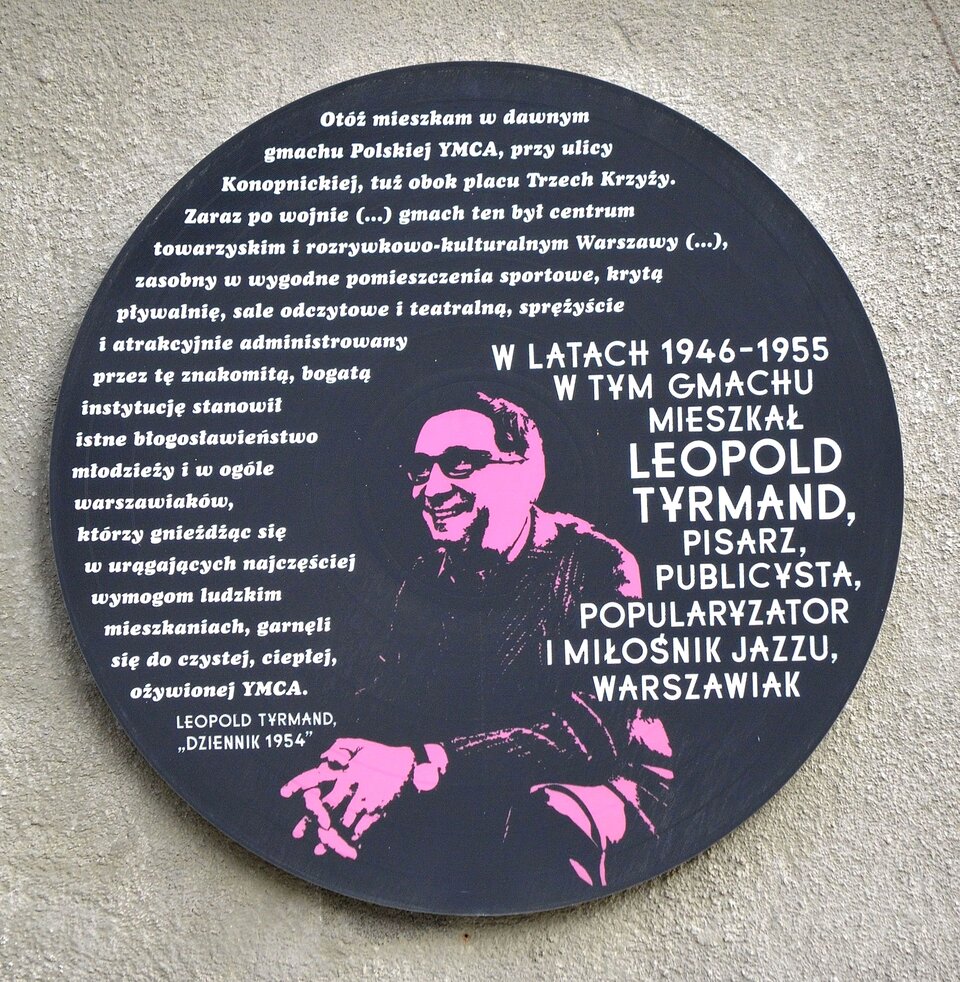 Otóż mieszkam w dawnym
gmachu Polskiej YMCA, przy ulicy
Konopnickiej, tuż obok placu Trzech Krzyży.
Zaraz po wojnie (...) gmach ten był centrum
towarzyskim i rozrywkowo-kulturalnym Warszawy (...),
zasobny w wygodne pomieszczenia sportowe, krytą
pływalnię, sale odczytowe i teatralną, sprężyście
i atrakcyjnie administrowany
przez tę znakomitą, bogatą
instytucję stanowił
istne błogosławieństwo
młodzieży i w ogóle
warszawiaków,
którzy gnieżdżąc się
w urągających najczęściej
wymogom ludzkim
mieszkaniach, garnęli
się do czystej, ciepłej,
ożywionej YMCA.
LEOPOLD TYRMAND,
„DZIENNIK 1954”
W LATACH 1946-1955
W TYM GMACHU
MIESZKAŁ
LEOPOLD
TYRMAND,
PISARZ,
PUBLICYSTA,
POPULARYZATOR
I MIŁOŚNIK JAZZU,
WARSZAWIAK